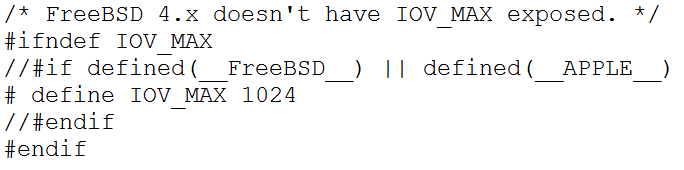 /* FreeBSD 4.x doesn't have IOV_MAX exposed. */
#ifndef IOV_MAX
//#if defined(__FreeBSD__) || defined(__APPLE__)
# define IOV_MAX 1024
//#endif
#endif